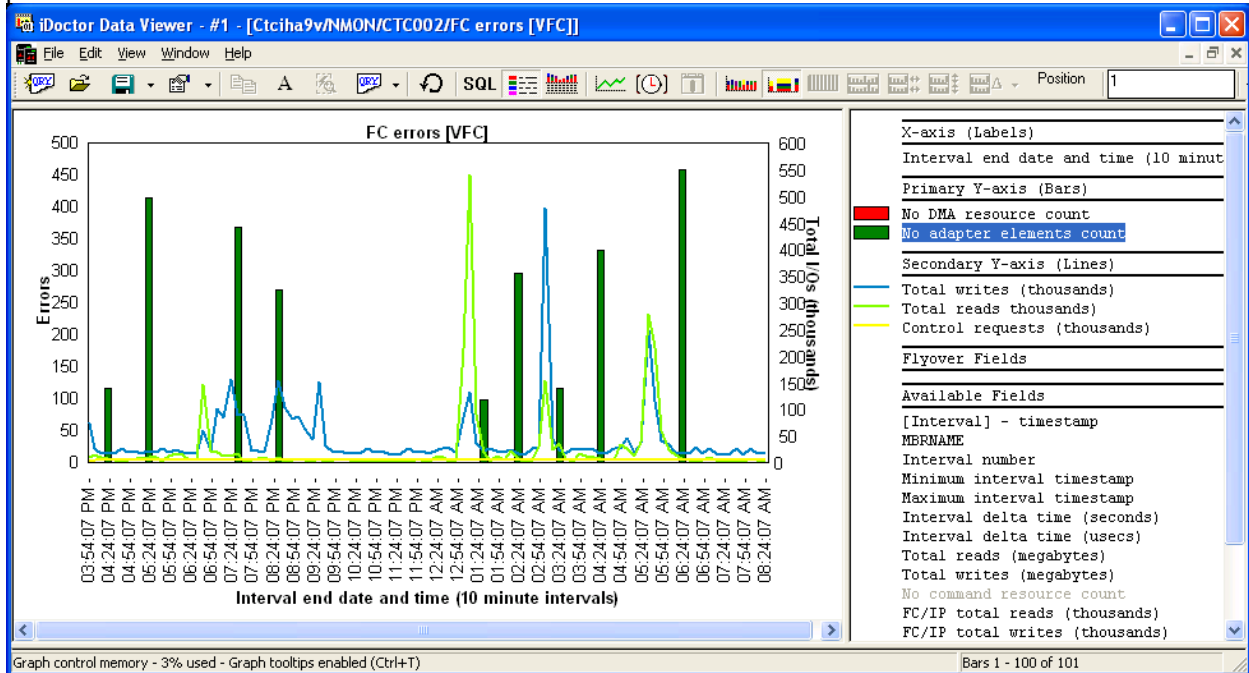 iDoctor Data Viewer - #1 - [Ctciha9v/NMON/CTC002/FC errors [VFC]]
File Edit View Window Help
QRY A QRY SQL Position 1
FC errors [VFC]
500
450
400
350
300
250
200
150
100
50
0
Errors
600
550
500
450
400
350
300
250
200
150
100
50
0
Total I/Os (thousands)
03:54:07 PM -
04:24:07 PM -
04:54:07 PM -
05:24:07 PM -
05:54:07 PM -
06:24:07 PM -
06:54:07 PM -
07:24:07 PM -
07:54:07 PM -
08:24:07 PM -
08:54:07 PM -
09:24:07 PM -
09:54:07 PM -
10:24:07 PM -
10:54:07 PM -
11:24:07 PM -
11:54:07 PM -
12:24:07 AM -
12:54:07 AM -
01:24:07 AM -
01:54:07 AM -
02:24:07 AM -
02:54:07 AM -
03:24:07 AM -
03:54:07 AM -
04:24:07 AM -
04:54:07 AM -
05:24:07 AM -
05:54:07 AM -
06:24:07 AM -
06:54:07 AM -
07:24:07 AM -
07:54:07 AM -
08:24:07 AM -
Interval end date and time (10 minute intervals)
X-axis (Labels)
Interval end date and time (10 minut
Primary Y-axis (Bars)
No DMA resource count
No adapter elements count
Secondary Y-axis (Lines)
Total writes (thousands)
Total reads thousands)
Control requests (thousands)
Flyover Fields
Available Fields
[Interval] - timestamp
MBRNAME
Interval number
Minimum interval timestamp
Maximum interval timestamp
Interval delta time (seconds)
Interval delta time (usecs)
Total reads (megabytes)
Total writes (megabytes)
No command resource count
FC/IP total reads (thousands)
FC/IP total writes (thousands)
Graph control memory - 3% used - Graph tooltips enabled (Ctrl+T)
Bars 1 - 100 of 101